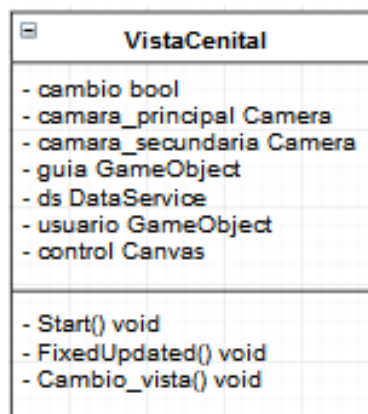 VistaCenital
- cambio bool
- camara_principal Camera
- camara_secundaria Camera
- guia GameObject
- ds DataService
- usuario GameObject
- control Canvas
- Start() void
- FixedUpdated() void
- Cambio_vista() void